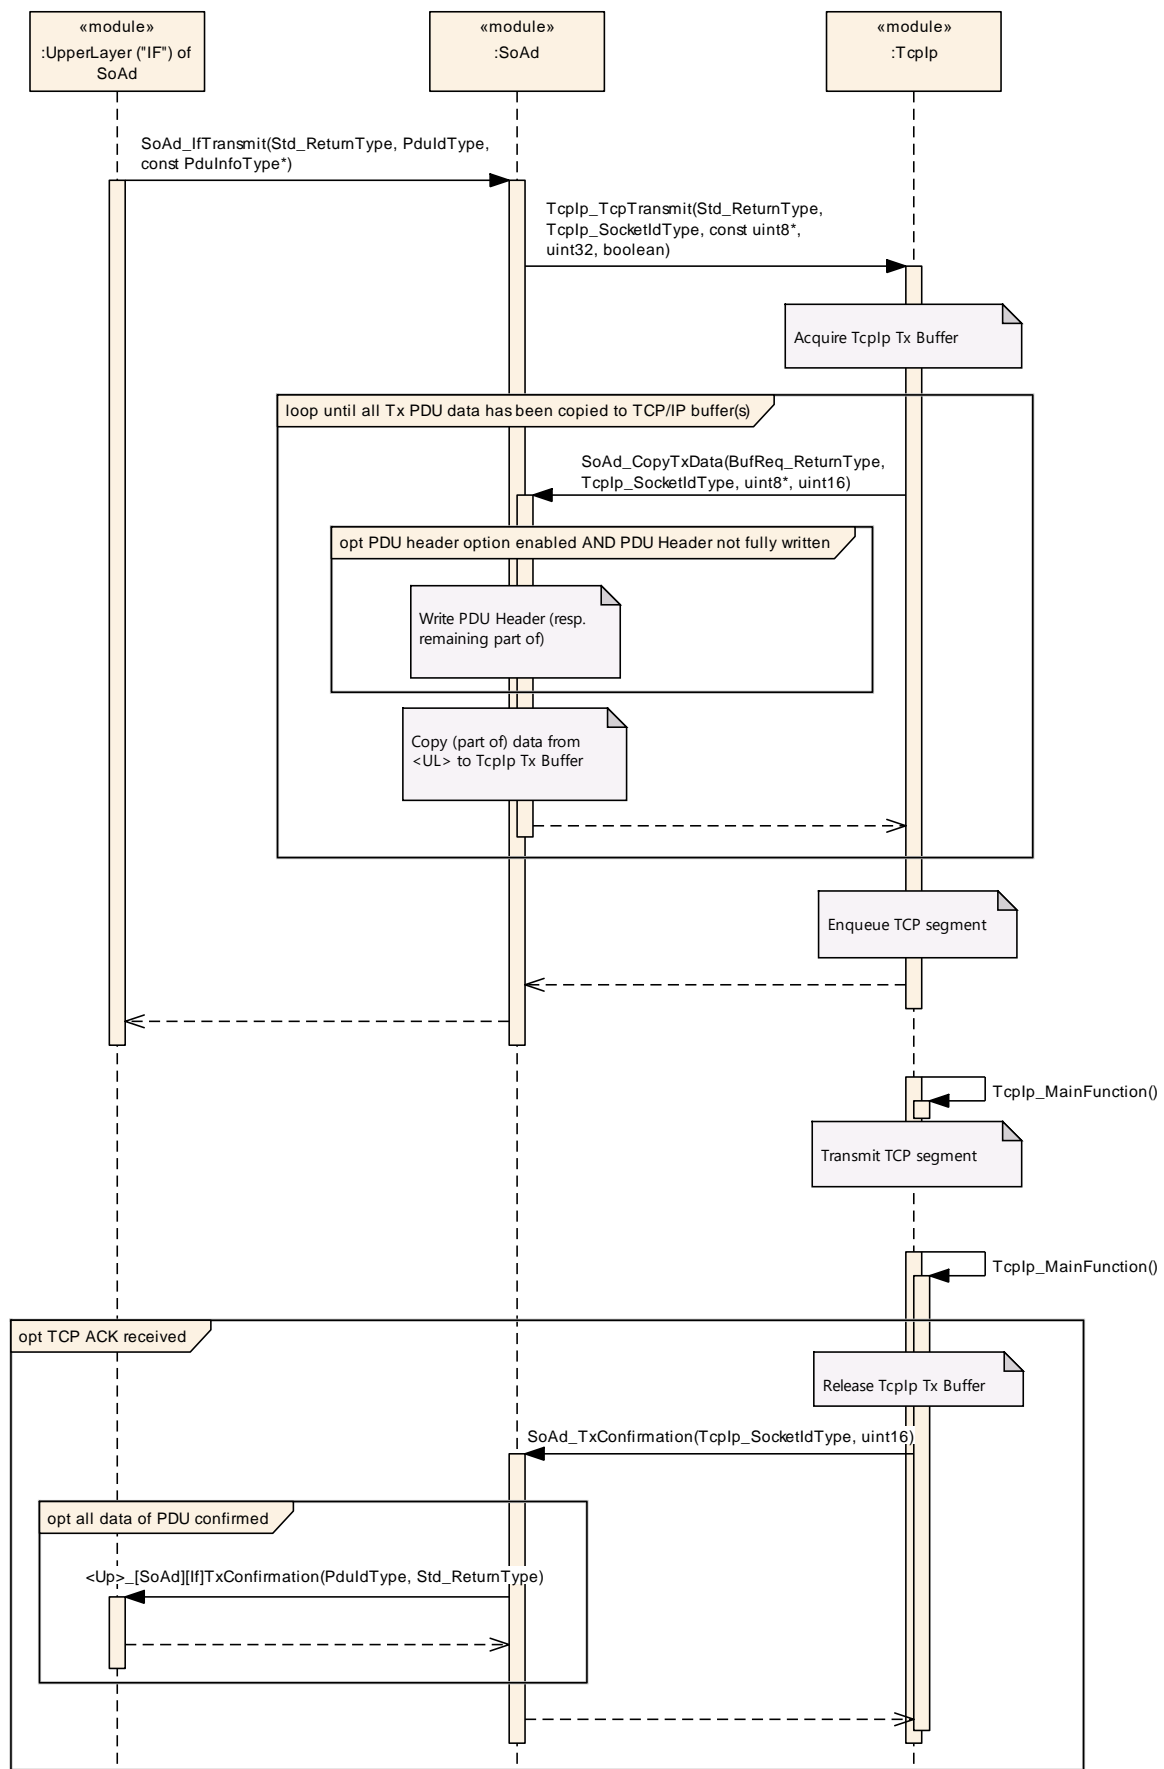 «module»
:UpperLayer ("IF") of
SoAd
«module»
:SoAd
«module»
:TcpIp
SoAd_IfTransmit(Std_ReturnType, PduIdType,
const PduInfoType*)
TcpIp_TcpTransmit(Std_ReturnType,
TcpIp_SocketIdType, const uint8*,
uint32, boolean)
Acquire TcpIp Tx Buffer
loop until all Tx PDU data has been copied to TCP/IP buffer(s)
SoAd_CopyTxData(BufReq_ReturnType,
TcpIp_SocketIdType, uint8*, uint16)
opt PDU header option enabled AND PDU Header not fully written
Write PDU Header (resp.
remaining part of)
Copy (part of) data from
<UL> to TcpIp Tx Buffer
Enqueue TCP segment
TcpIp_MainFunction()
Transmit TCP segment
TcpIp_MainFunction()
opt TCP ACK received
Release TcpIp Tx Buffer
SoAd_TxConfirmation(TcpIp_SocketIdType, uint16)
opt all data of PDU confirmed
<Up>_[SoAd][If]TxConfirmation(PduIdType, Std_ReturnType)